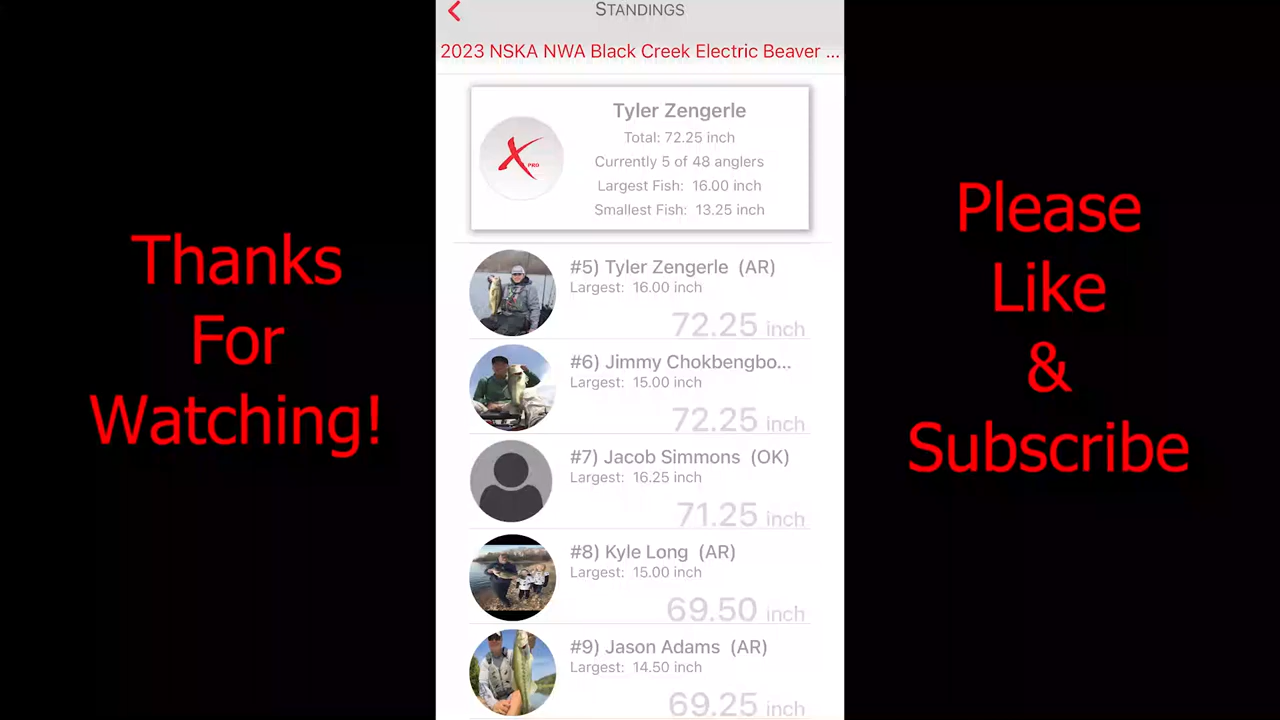 Thanks
For
Watching!
STANDINGS
2023 NSKA NWA Black Creek Electric Beaver ...
X PRO
Tyler Zengerle
Total: 72.25 inch
Currently 5 of 48 anglers
Largest Fish: 16.00 inch
Smallest Fish: 13.25 inch
#5) Tyler Zengerle (AR)
Largest: 16.00 inch
72.25 inch
#6) Jimmy Chokbengbo...
Largest: 15.00 inch
72.25 inch
#7) Jacob Simmons (OK)
Largest: 16.25 inch
71.25 inch
#8) Kyle Long (AR)
Largest: 15.00 inch
69.50 inch
#9) Jason Adams (AR)
Largest: 14.50 inch
69.25 inch
Please
Like
&
Subscribe